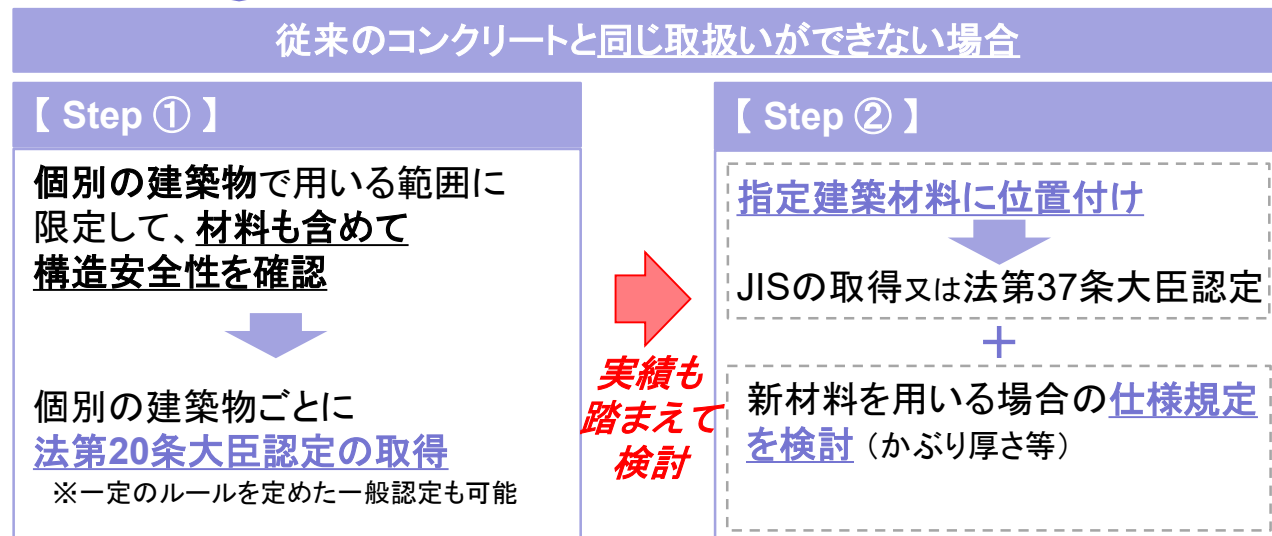 従来のコンクリートと同じ取扱いができない場合
【 Step ① 】
個別の建築物で用いる範囲に
限定して、材料も含めて
構造安全性を確認
個別の建築物ごとに
法第20条大臣認定の取得
※一定のルールを定めた一般認定も可能
実績も
踏まえて
検討
【 Step ② 】
指定建築材料に位置付け
JISの取得又は法第37条大臣認定
＋
新材料を用いる場合の仕様規定
を検討（かぶり厚さ等）